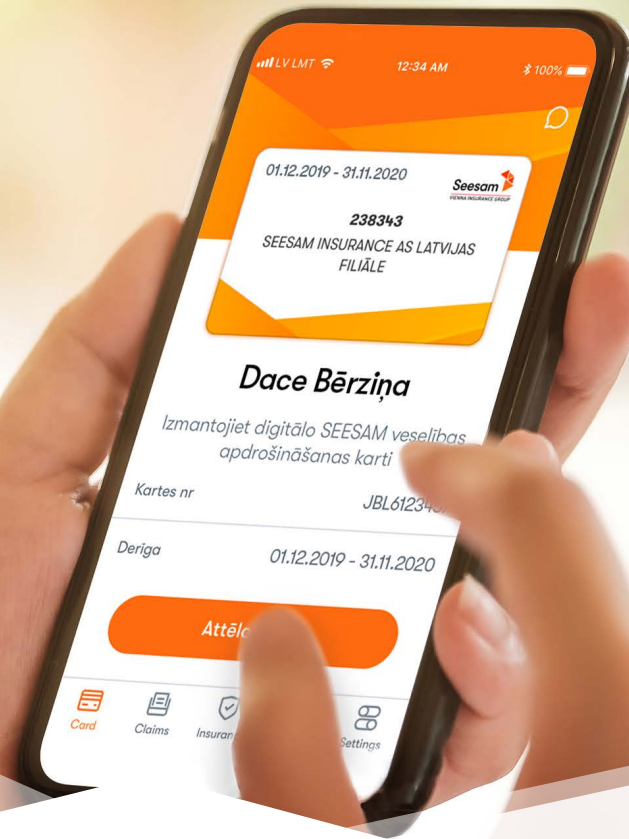 LV LMT 12:34 AM 100%
01.12.2019 - 31.11.2020
Seesam
VIENNA INSURANCE GROUP
238343
SEESAM INSURANCE AS LATVIJAS
FILIĀLE
Dace Bērziņa
Izmantojiet digitālo SEESAM veselības
apdrošināšanas karti
Kartes nr
Derīga 01.12.2019 - 31.11.2020
Card Claims Settings